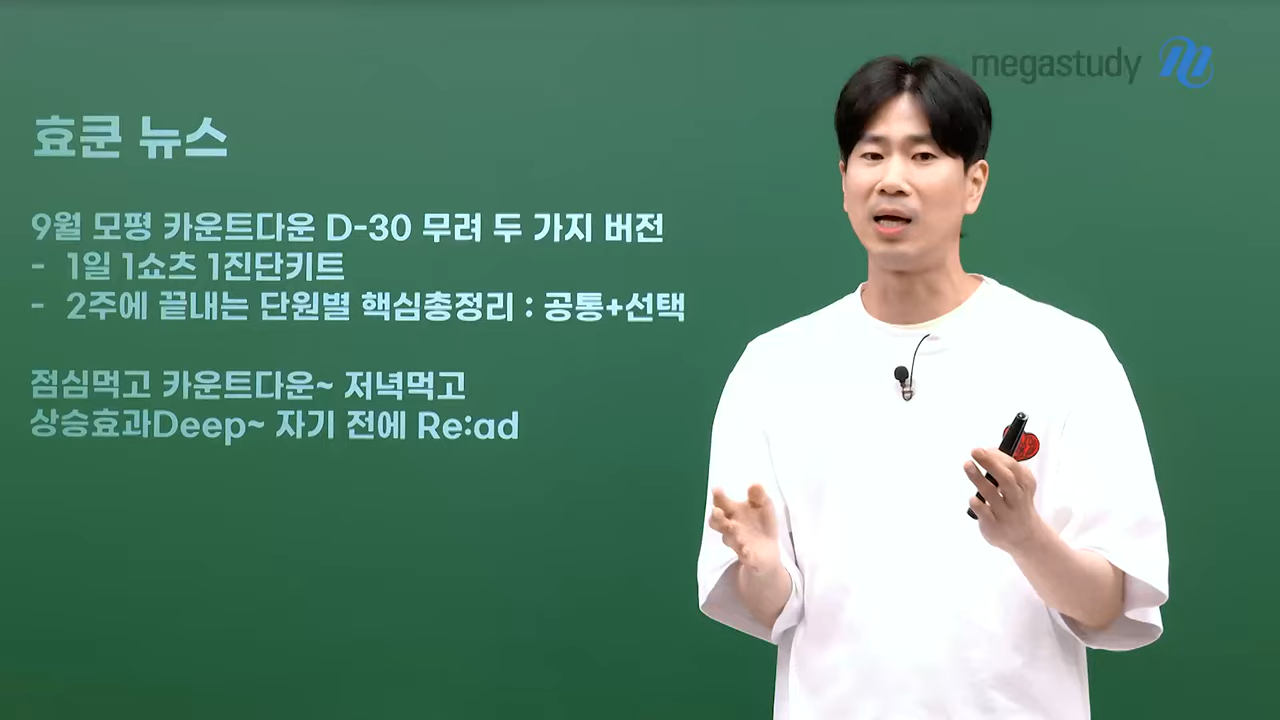 megastudy
효쿤 뉴스
9월 모평 카운트다운 D-30 무려 두 가지 버전
- 1일 1쇼츠 1진단키트
- 2주에 끝내는 단원별 핵심총정리 : 공통+선택
점심먹고 카운트다운~ 저녁먹고
상승효과Deep~ 자기 전에 Re:ad